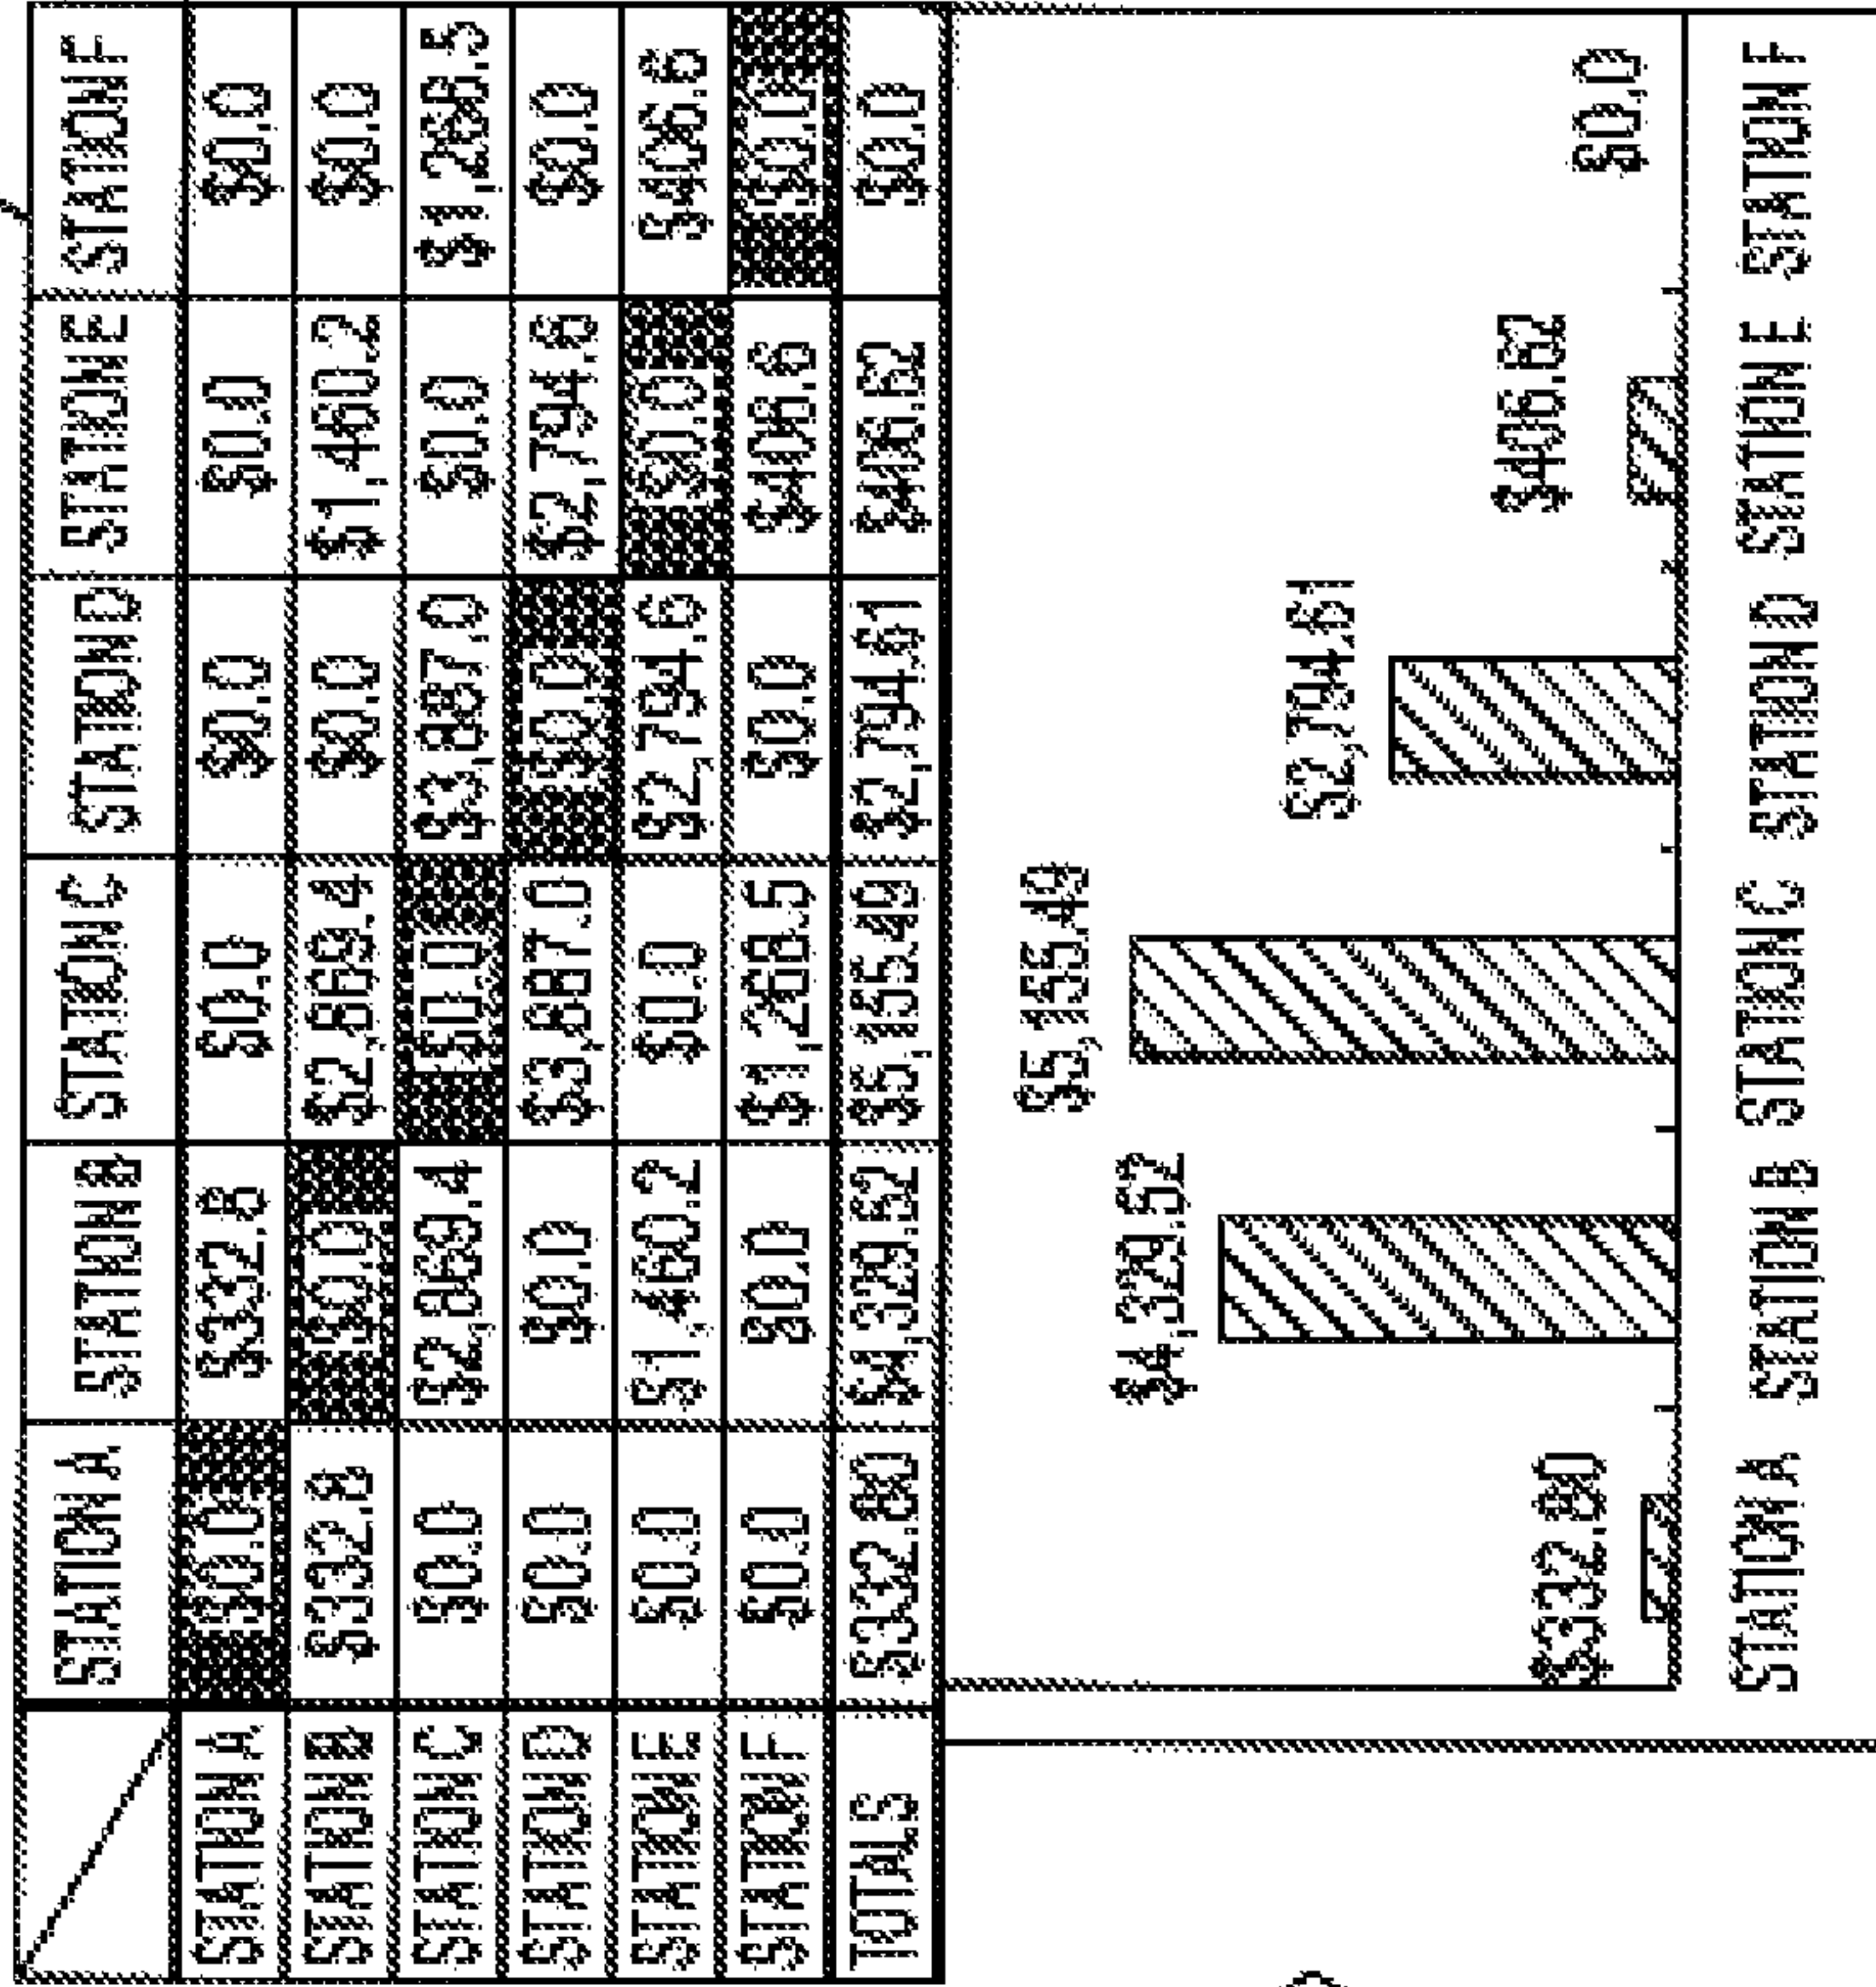 STATION A STATION B STATION C STATION D STATION E STATION F
STATION A $0.0 $332.8 $0.0 $0.0 $0.0 $0.0
STATION B $332.8 $0.0 $2,869.4 $0.0 $1,460.2 $0.0
STATION C $0.0 $2,869.4 $0.0 $3,887.0 $0.0 $1,268.5
STATION D $0.0 $0.0 $3,887.0 $0.0 $2,794.6 $0.0
STATION E $0.0 $1,460.2 $0.0 $2,794.6 $0.0 $406.6
STATION F $0.0 $0.0 $1,268.5 $0.0 $406.6 $0.0
TOTALS $332.80 $4,329.52 $5,155.49 $2,794.61 $406.62 $0.0
$332.80 $4,329.52 $5,155.49 $2,794.61 $406.62 $0.0
STATION A STATION B STATION C STATION D STATION E STATION F